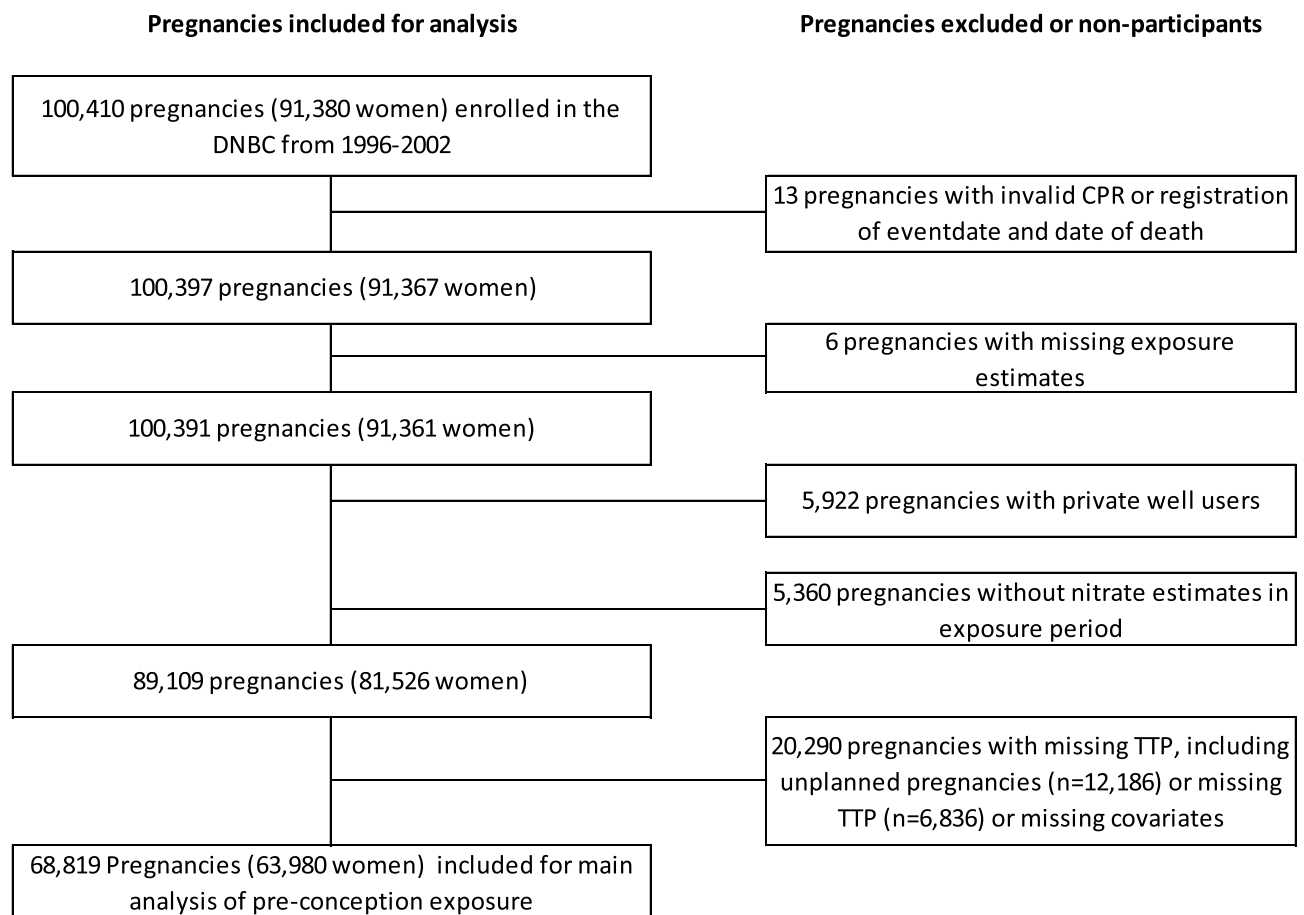 Pregnancies included for analysis
Pregnancies excluded or non-participants
100,410 pregnancies (91,380 women) enrolled in the
DNBC from 1996-2002
13 pregnancies with invalid CPR or registration
of eventdate and date of death
100,397 pregnancies (91,367 women)
6 pregnancies with missing exposure
estimates
100,391 pregnancies (91,361 women)
5,922 pregnancies with private well users
5,360 pregnancies without nitrate estimates in
exposure period
89,109 pregnancies (81,526 women)
20,290 pregnancies with missing TTP, including
unplanned pregnancies (n=12,186) or missing
TTP (n=6,836) or missing covariates
68,819 Pregnancies (63,980 women) included for main
analysis of pre-conception exposure